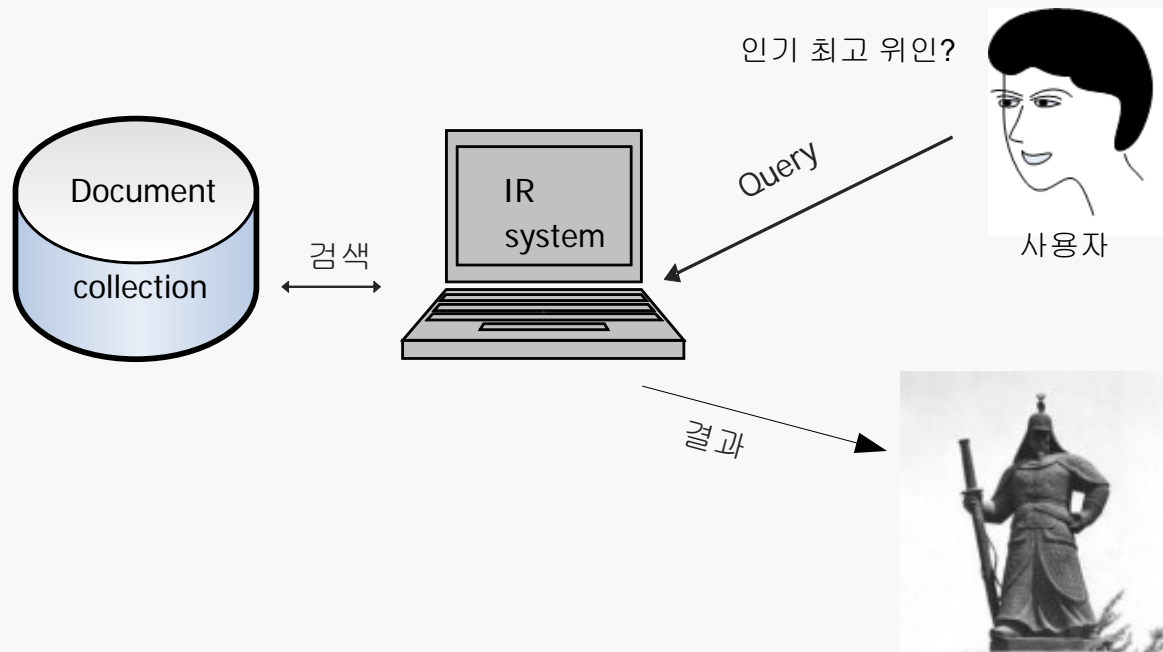 인기 최고 위인?
Document
collection
검색
IR
system
Query
사용자
결과